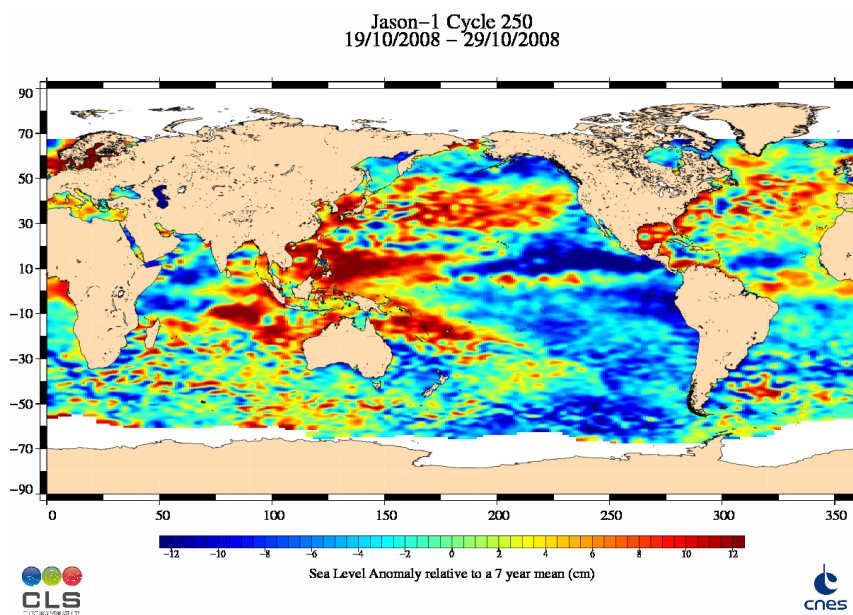 Jason-1 Cycle 250
19/10/2008 - 29/10/2008
90
70
50
30
10
-10
-30
-50
-70
-90
0 50 100 150 200 250 300 350
-12 -10 -8 -6 -4 -2 0 2 4 6 8 10 12
Sea Level Anomaly relative to a 7 year mean (cm)
CLS
cnes